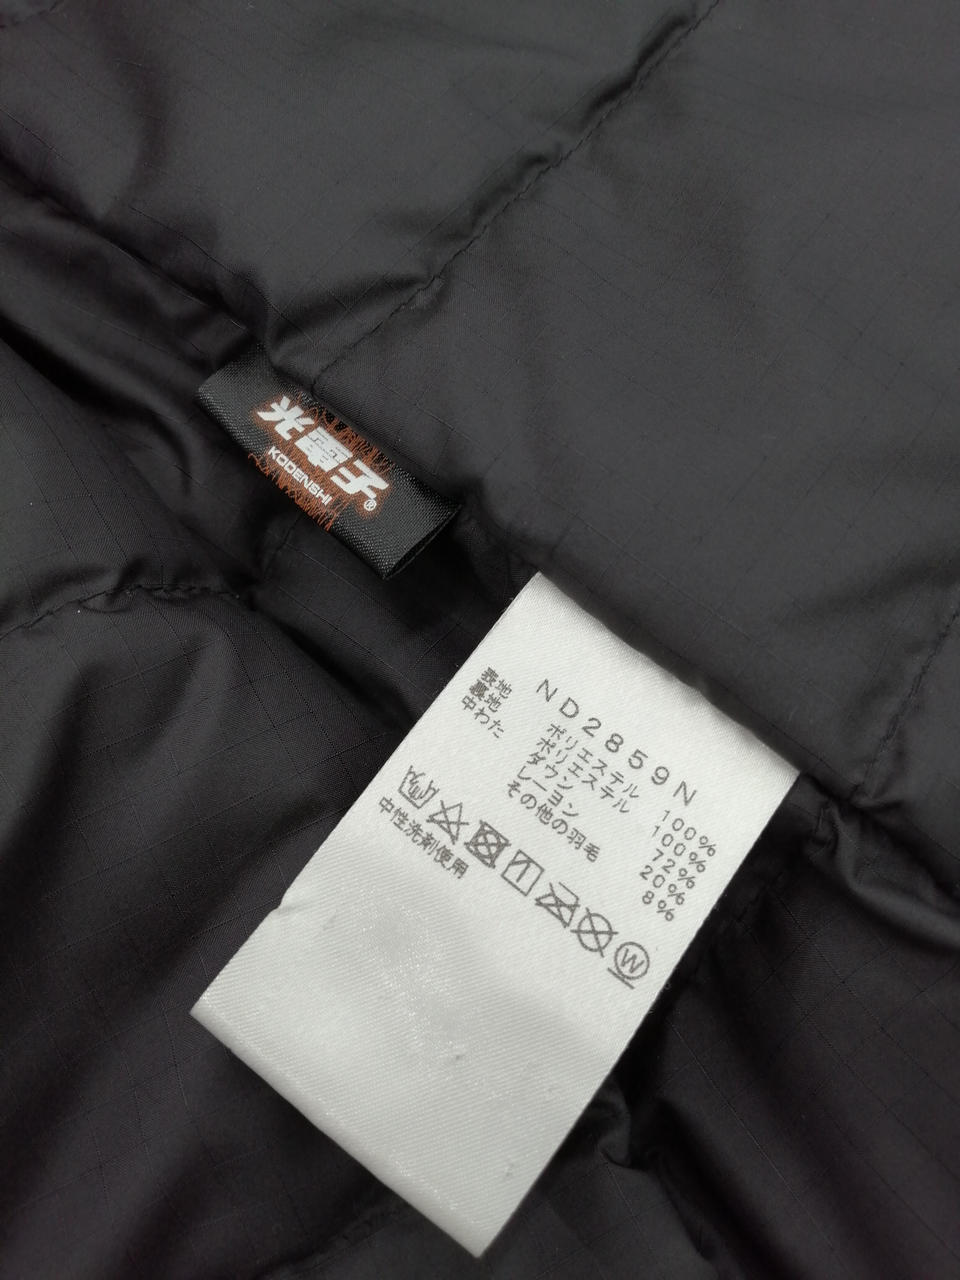 光電子®
KODENSHI
ND2859N
表地 ポリエステル 100%
裏地 ポリエステル 100%
中わた ダウン 72%
レーヨン 20%
その他の羽毛 8%
W
中性洗剤使用